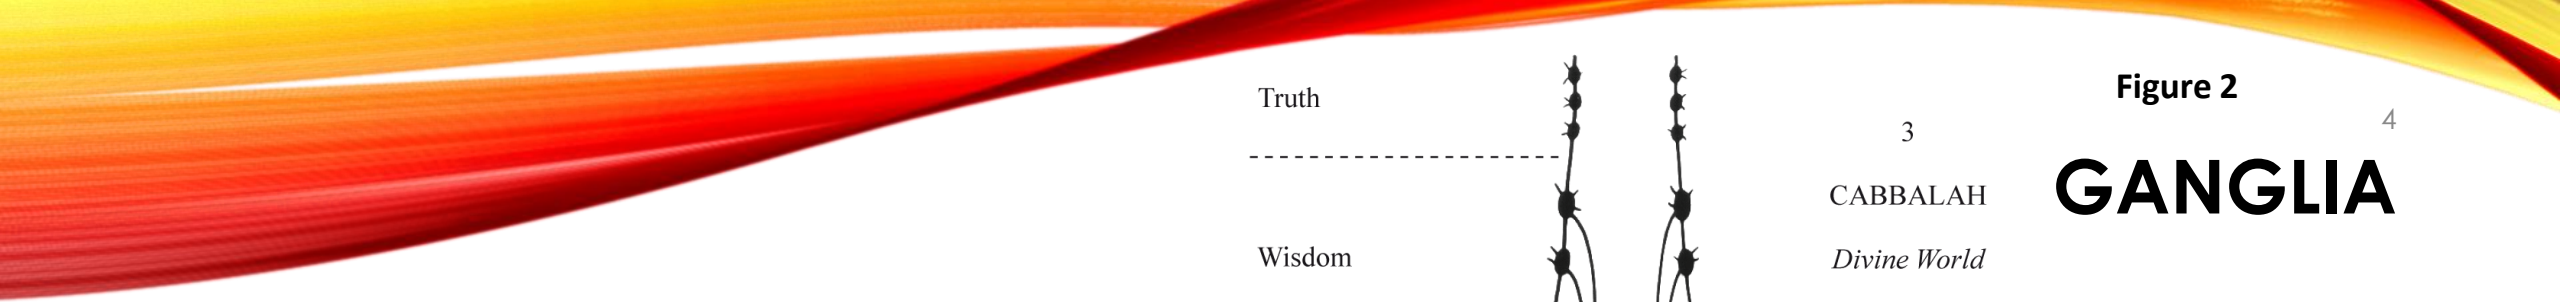 Truth
Wisdom
3
CABBALAH
Divine World
Figure 2
4
GANGLIA